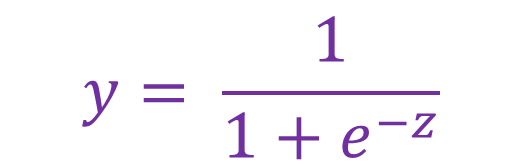 y = 1 / (1 + e^{-z})